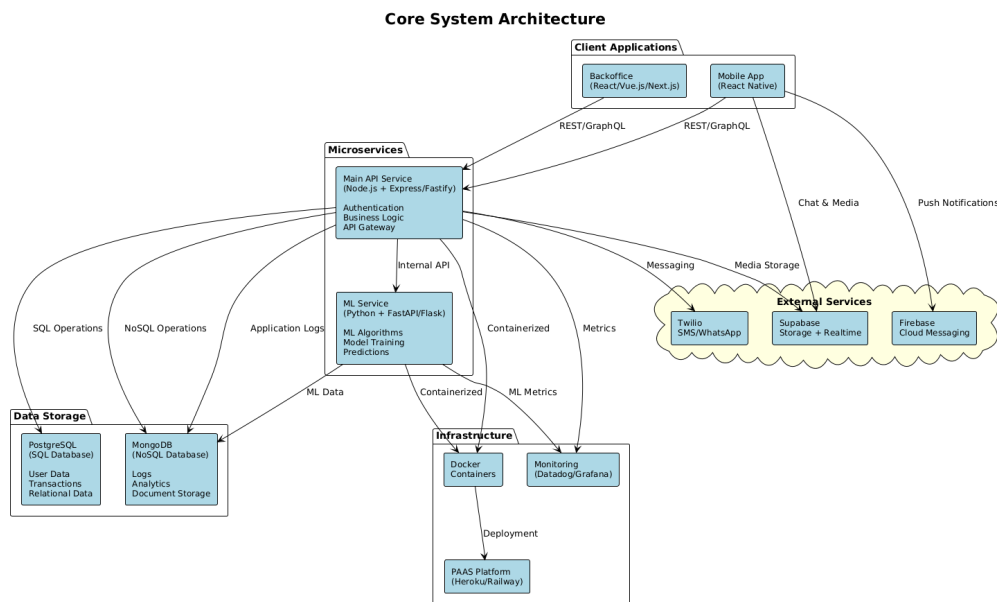 Core System Architecture
Client Applications
Backoffice
(React/Vue.js/Next.js)
Mobile App
(React Native)
REST/GraphQL
REST/GraphQL
Microservices
Main API Service
(Node.js + Express/Fastify)
Authentication
Business Logic
API Gateway
Chat & Media
Push Notifications
Internal API
Messaging
Media Storage
ML Service
(Python + FastAPI/Flask)
ML Algorithms
Model Training
Predictions
External Services
Twilio
SMS/WhatsApp
Supabase
Storage + Realtime
Firebase
Cloud Messaging
SQL Operations
NoSQL Operations
Application Logs
Containerized
Metrics
ML Data
Containerized
ML Metrics
Data Storage
PostgreSQL
(SQL Database)
User Data
Transactions
Relational Data
MongoDB
(NoSQL Database)
Logs
Analytics
Document Storage
Infrastructure
Docker
Containers
Monitoring
(Datadog/Grafana)
Deployment
PAAS Platform
(Heroku/Railway)